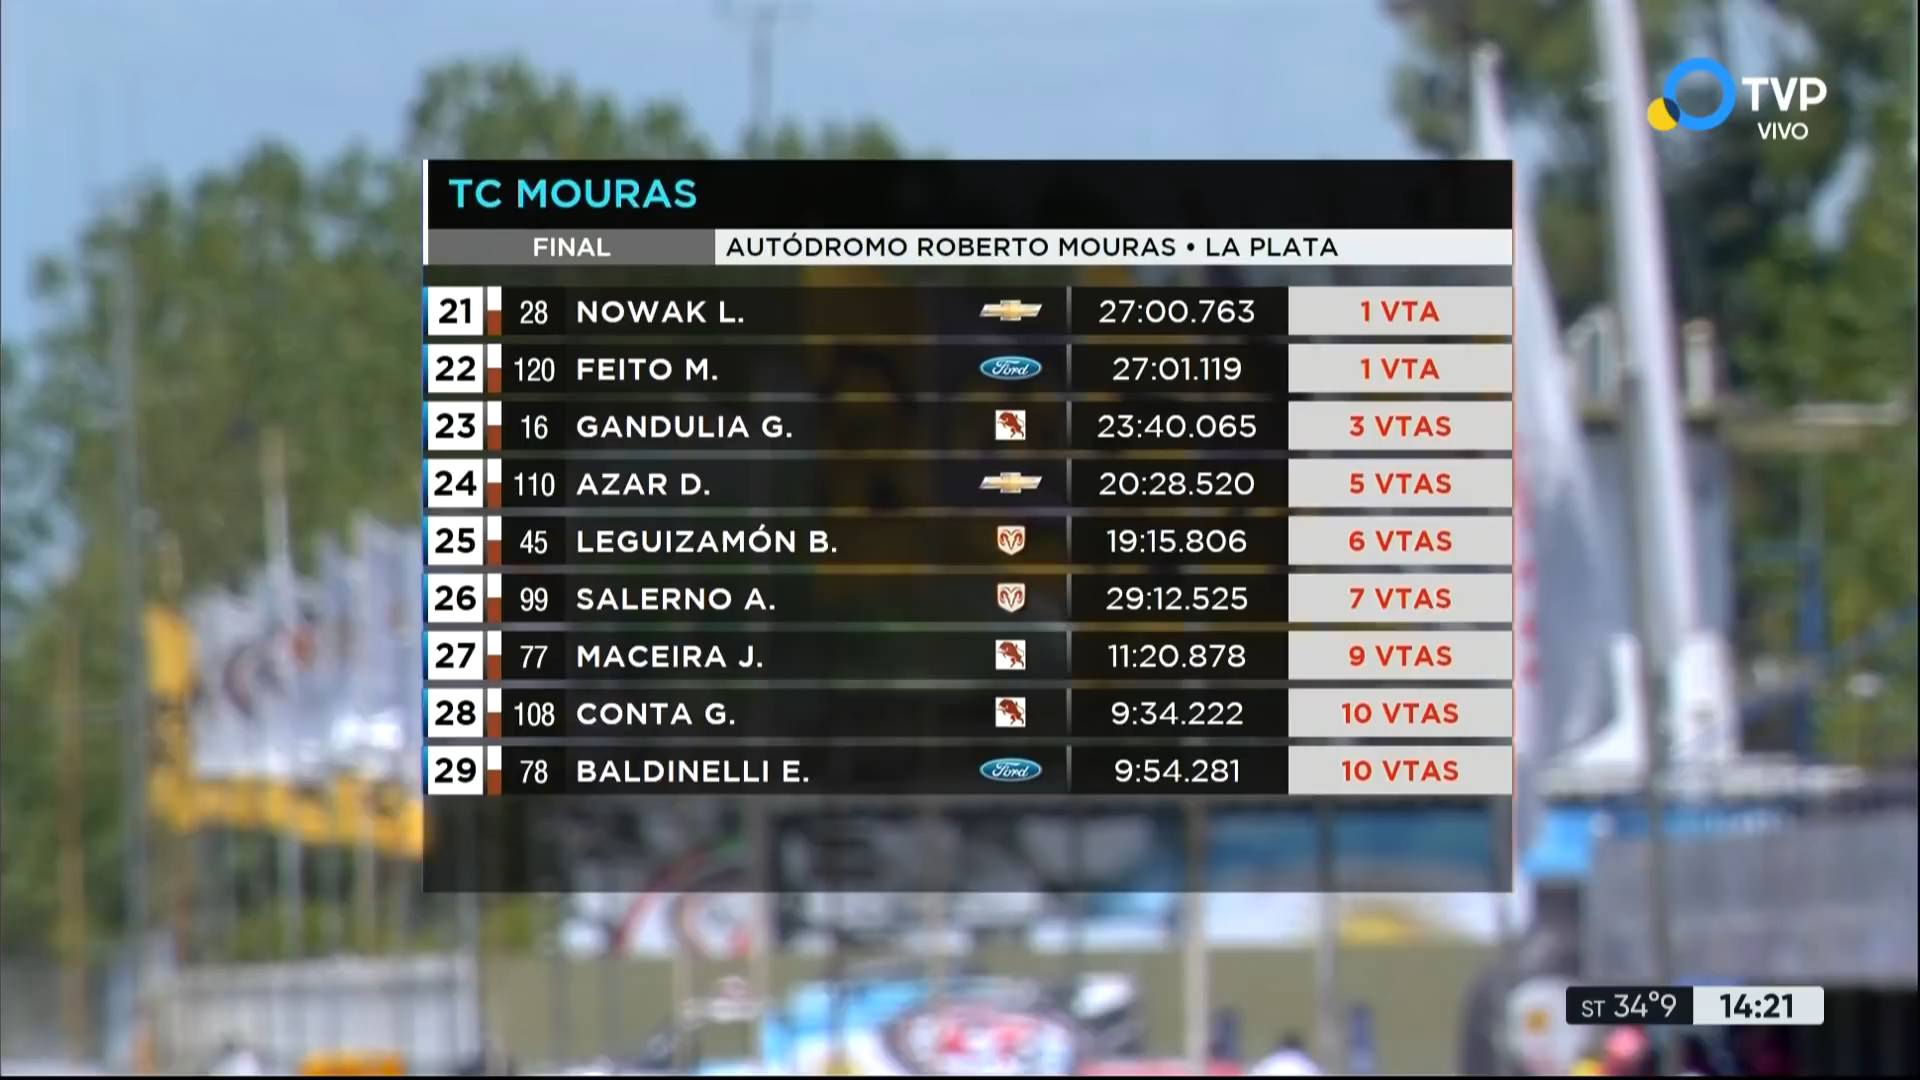 TVP
VIVO
TC MOURAS
FINAL AUTÓDROMO ROBERTO MOURAS • LA PLATA
21 28 NOWAK L. 27:00.763 1 VTA
22 120 FEITO M. Ford 27:01.119 1 VTA
23 16 GANDULIA G. 23:40.065 3 VTAS
24 110 AZAR D. 20:28.520 5 VTAS
25 45 LEGUIZAMÓN B. 19:15.806 6 VTAS
26 99 SALERNO A. 29:12.525 7 VTAS
27 77 MACEIRA J. 11:20.878 9 VTAS
28 108 CONTA G. 9:34.222 10 VTAS
29 78 BALDINELLI E. Ford 9:54.281 10 VTAS
ST 34°9 14:21